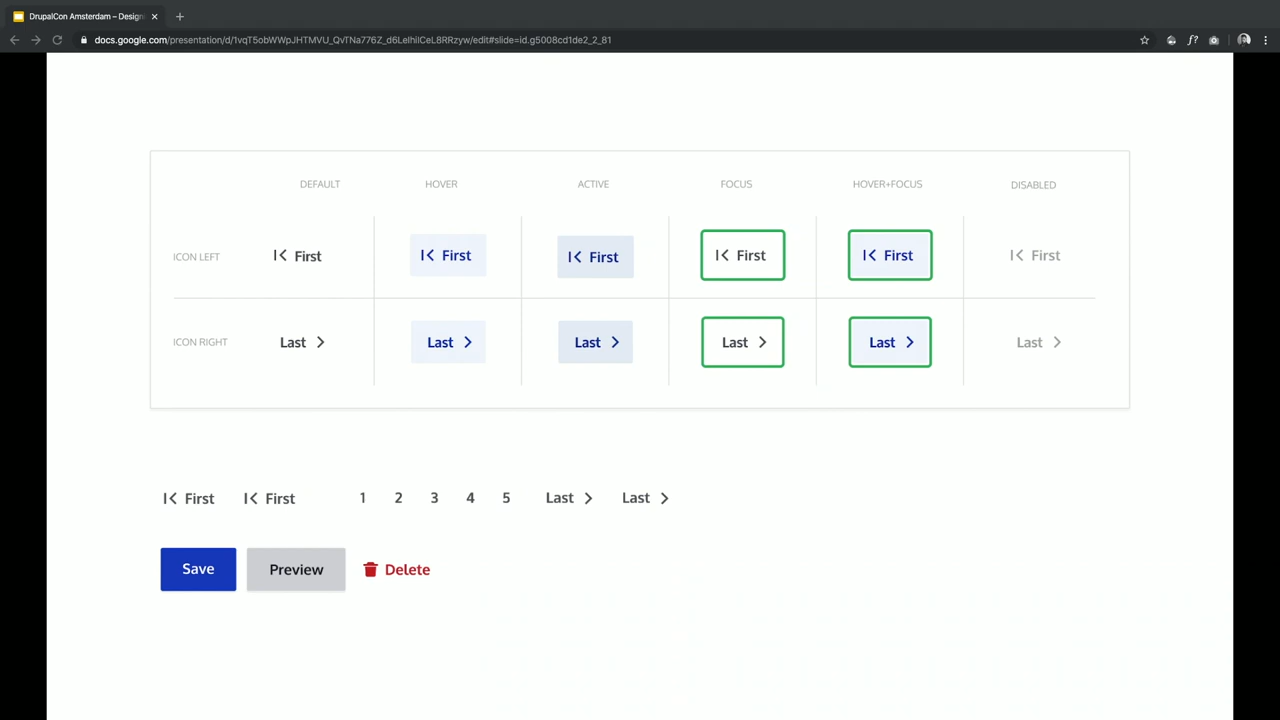 DrupalCon Amsterdam – Design
docs.google.com/presentation/d/1vqT5obWWpJHTMVU_QvTNa776Z_d6LelhilCeL8RRzyw/edit#slide=id.g5008cd1de2_2_81
f?
DEFAULT HOVER ACTIVE FOCUS HOVER+FOCUS DISABLED
ICON LEFT First First First First First First
ICON RIGHT Last Last Last Last Last Last
First First 1 2 3 4 5 Last Last
Save Preview Delete